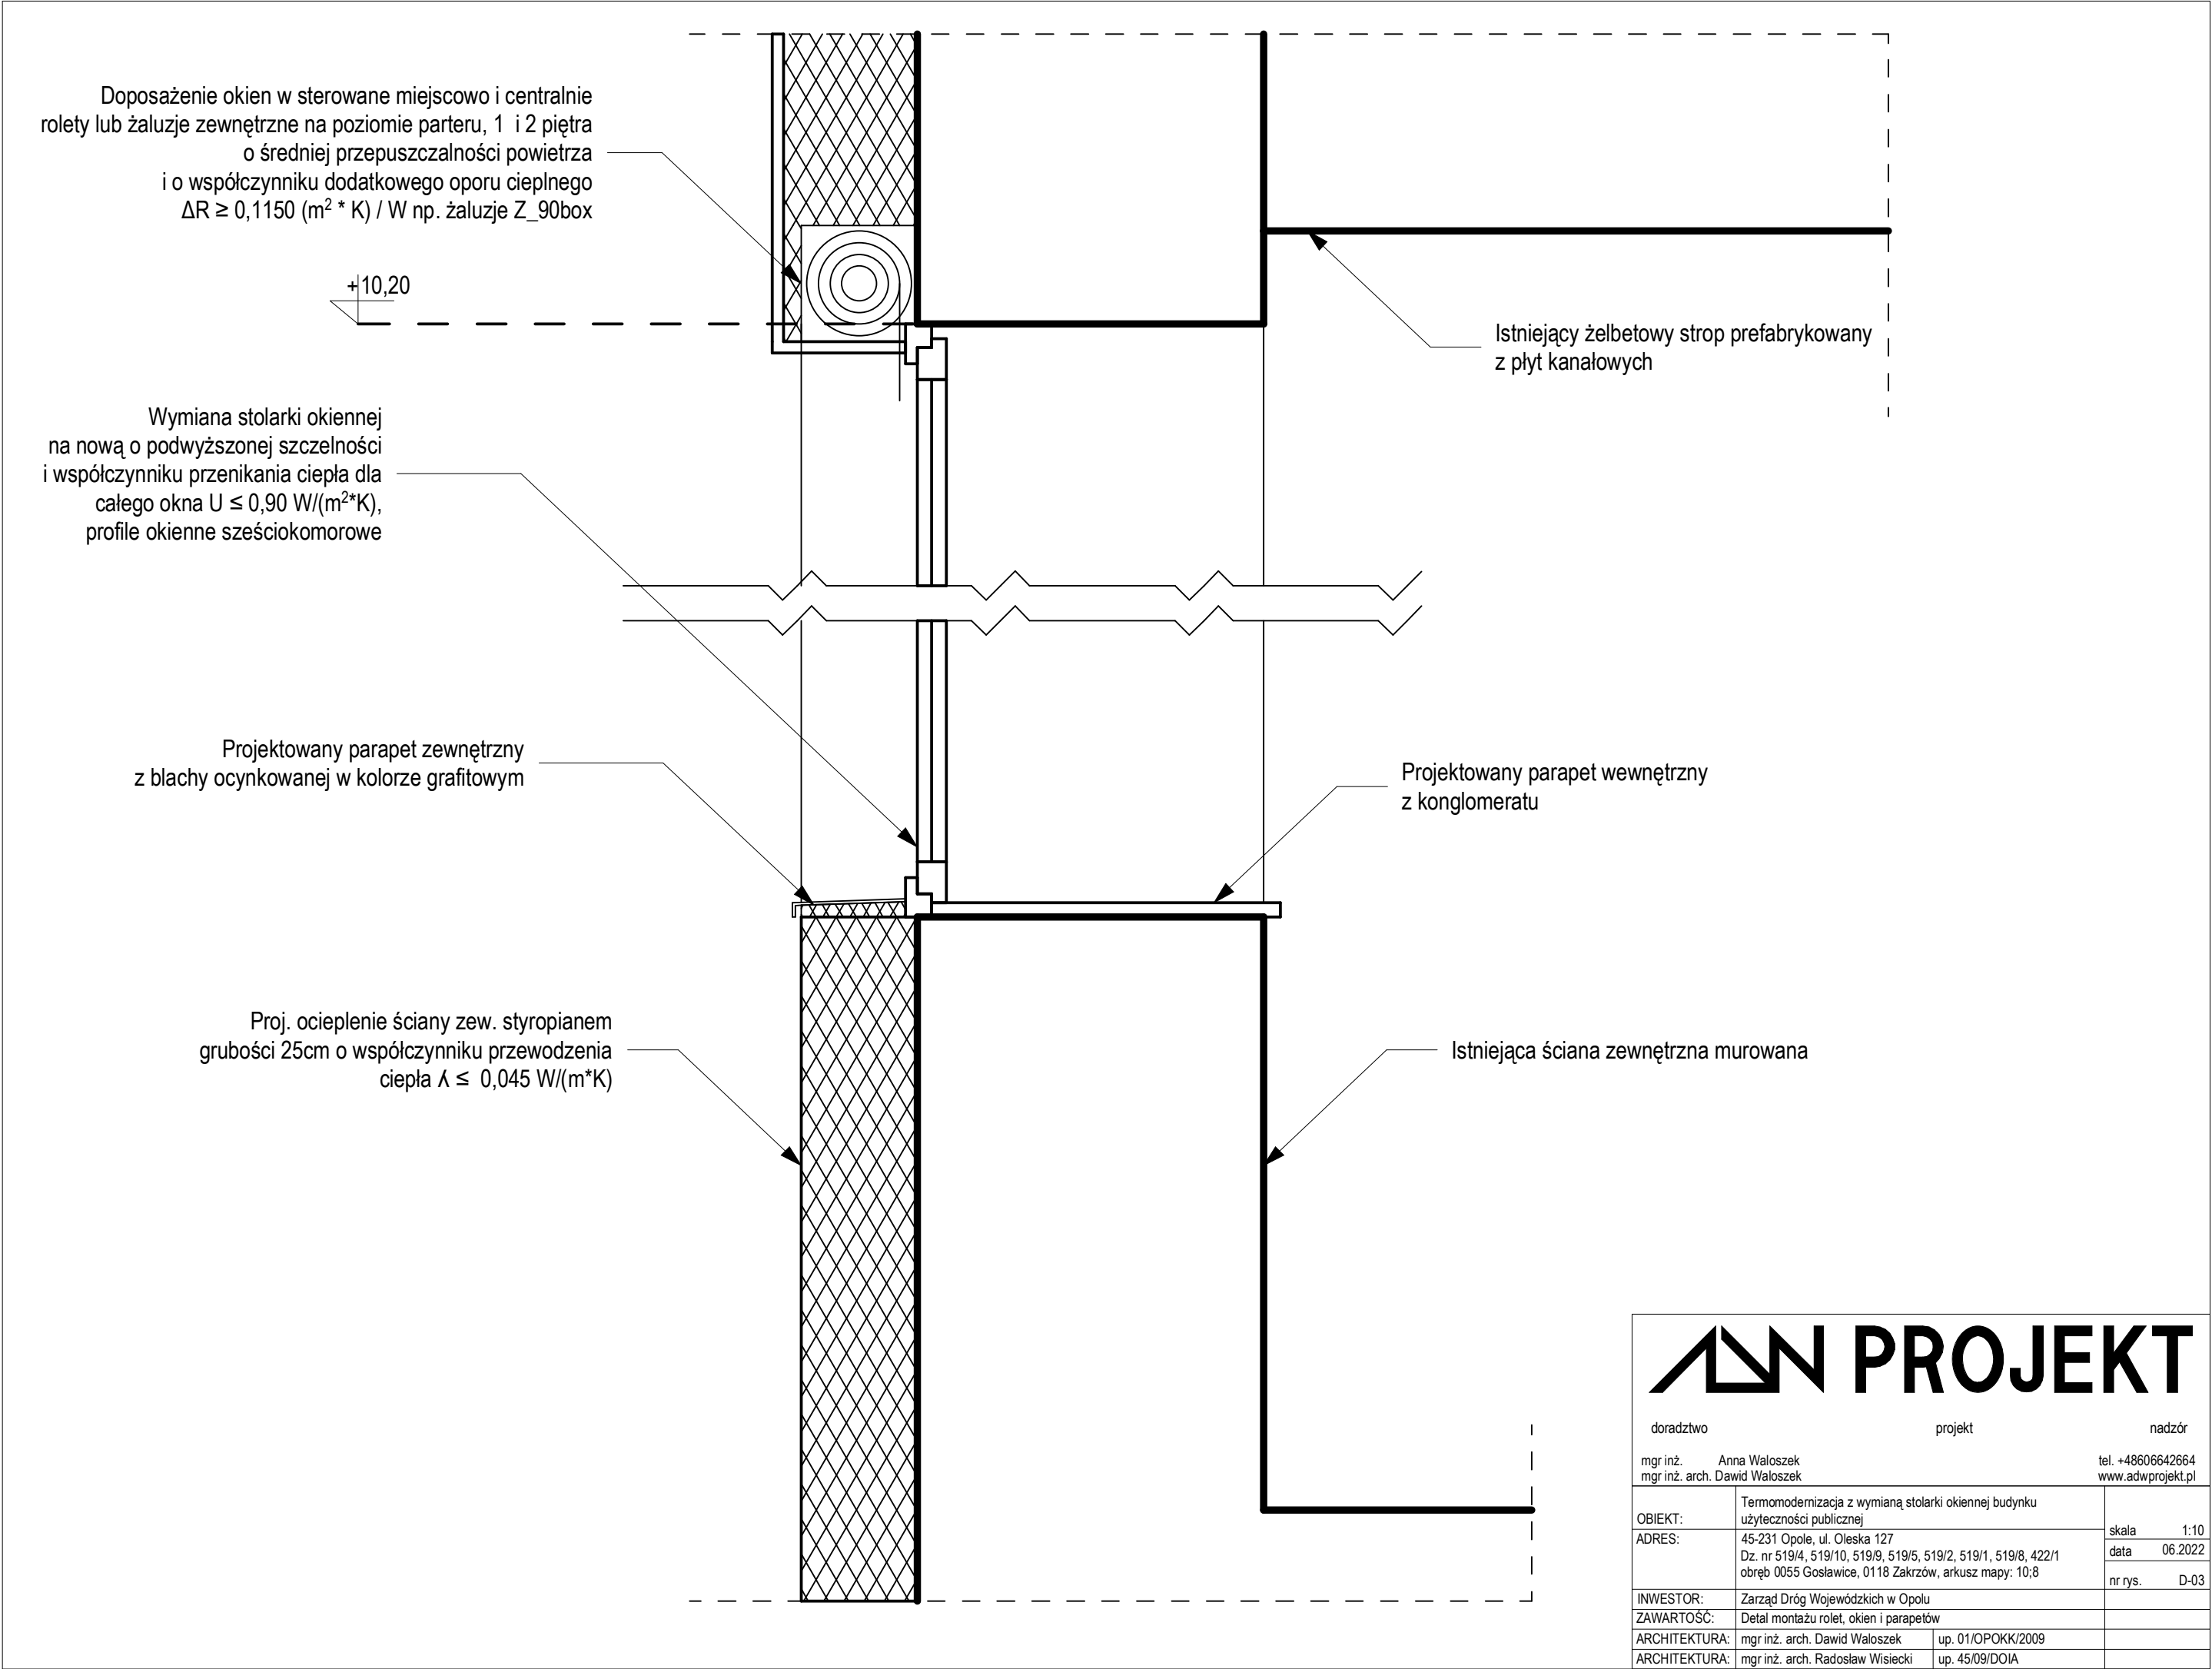 Doposażenie okien w sterowane miejscowo i centralnie
rolety lub żaluzje zewnętrzne na poziomie parteru, 1 i 2 piętra
o średniej przepuszczalności powietrza
i o współczynniku dodatkowego oporu cieplnego
ΔR ≥ 0,1150 (m² * K) / W np. żaluzje Z_90box
+10,20
Istniejący żelbetowy strop prefabrykowany
z płyt kanałowych
Wymiana stolarki okiennej
na nową o podwyższonej szczelności
i współczynniku przenikania ciepła dla
całego okna U ≤ 0,90 W/(m²*K),
profile okienne sześciokomorowe
Projektowany parapet zewnętrzny
z blachy ocynkowanej w kolorze grafitowym
Projektowany parapet wewnętrzny
z konglomeratu
Proj. ocieplenie ściany zew. styropianem
grubości 25cm o współczynniku przewodzenia
ciepła ʎ ≤ 0,045 W/(m*K)
Istniejąca ściana zewnętrzna murowana
PROJEKT
doradztwo projekt nadzór
mgr inż. Anna Waloszek tel. +48606642664
mgr inż. arch. Dawid Waloszek www.adwprojekt.pl
OBIEKT: Termomodernizacja z wymianą stolarki okiennej budynku
użyteczności publicznej
skala 1:10
ADRES: 45-231 Opole, ul. Oleska 127
Dz. nr 519/4, 519/10, 519/9, 519/5, 519/2, 519/1, 519/8, 422/1
obręb 0055 Gosławice, 0118 Zakrzów, arkusz mapy: 10;8
data 06.2022
nr rys. D-03
INWESTOR: Zarząd Dróg Wojewódzkich w Opolu
ZAWARTOŚĆ: Detal montażu rolet, okien i parapetów
ARCHITEKTURA: mgr inż. arch. Dawid Waloszek up. 01/OPOKK/2009
ARCHITEKTURA: mgr inż. arch. Radosław Wisiecki up. 45/09/DOIA